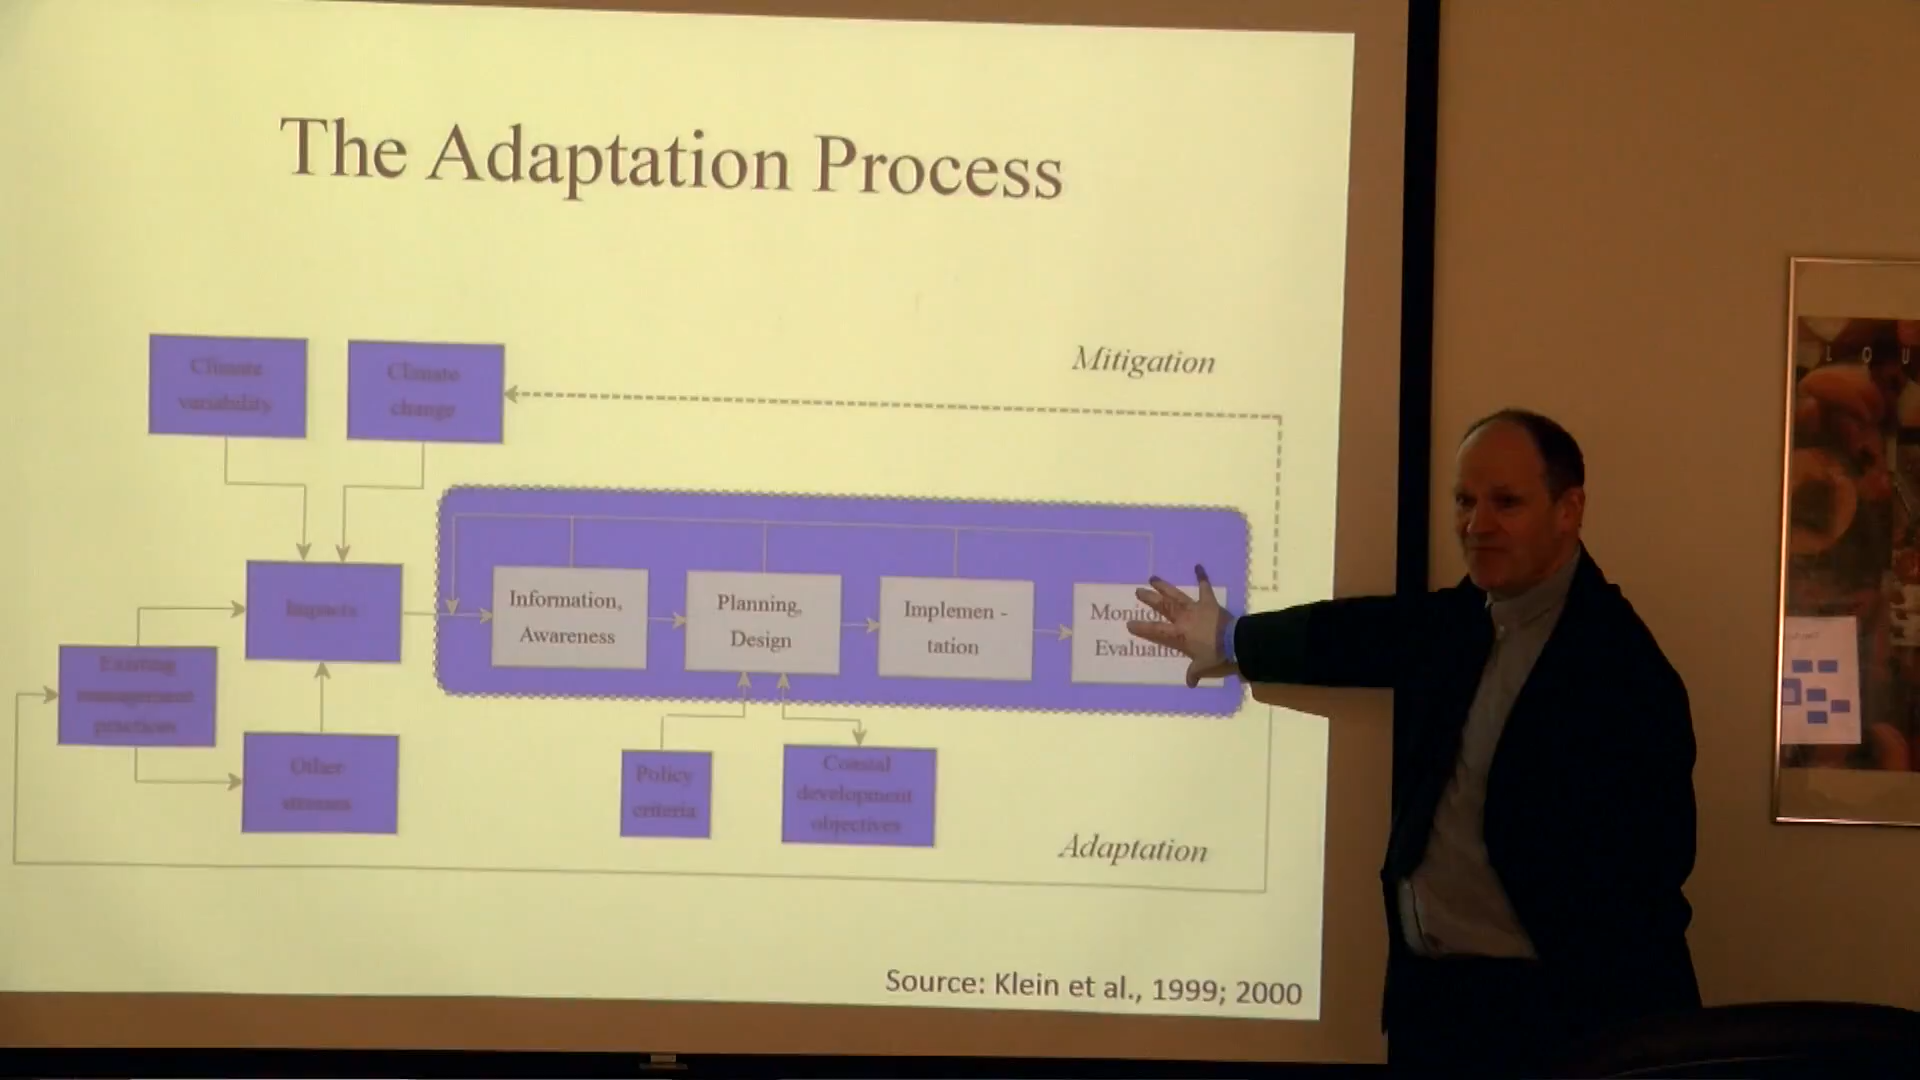 The Adaptation Process
Mitigation
Climate
variability
Climate
change
Information,
Awareness
Planning,
Design
Implemen -
tation
Evaluation
Impacts
Existing
management
practices
Other
stresses
Policy
criteria
Coastal
development
objectives
Adaptation
Source: Klein et al., 1999; 2000
L O U